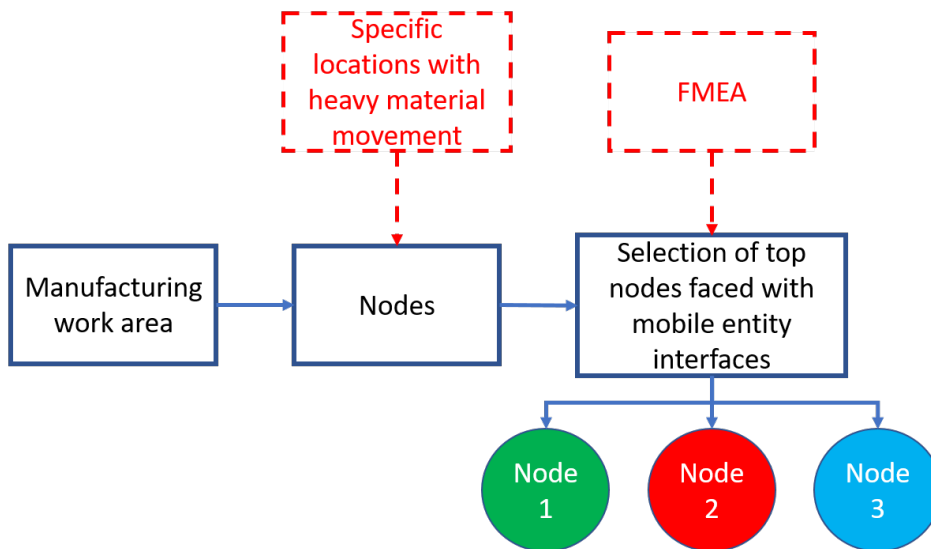 Specific
locations with
heavy material
movement
FMEA
Manufacturing
work area
Nodes
Selection of top
nodes faced with
mobile entity
interfaces
Node
1
Node
2
Node
3